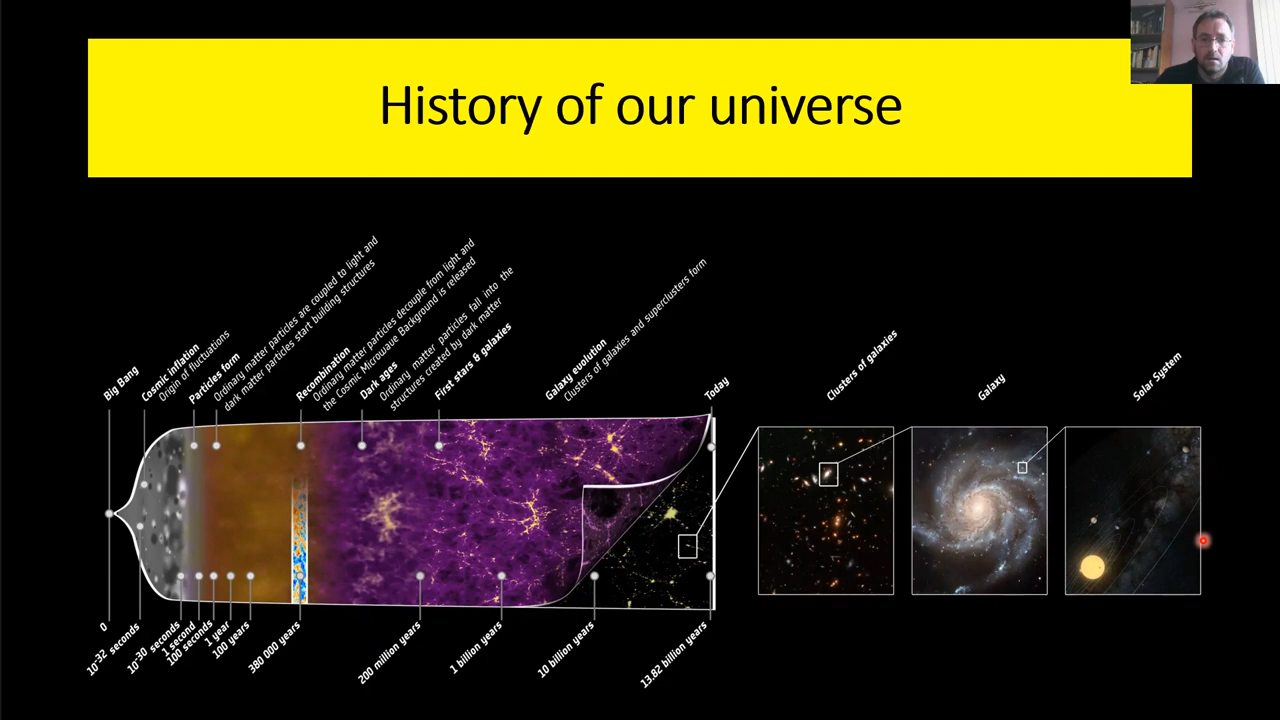 History of our universe
Big Bang
Cosmic inflation
Origin of fluctuations
Particles form
Ordinary matter particles are coupled to light and
dark matter particles start building structures
Recombination
Ordinary matter particles decouple from light and
the Cosmic Microwave Background is released
Dark ages
Ordinary matter particles fall into the
structures created by dark matter
First stars & galaxies
Galaxy evolution
Clusters of galaxies and superclusters form
Today
Clusters of galaxies
Galaxy
Solar System
0
10⁻³² seconds
10⁻³⁰ seconds
1 second
100 seconds
1 year
100 years
380 000 years
200 million years
1 billion years
10 billion years
13.82 billion years